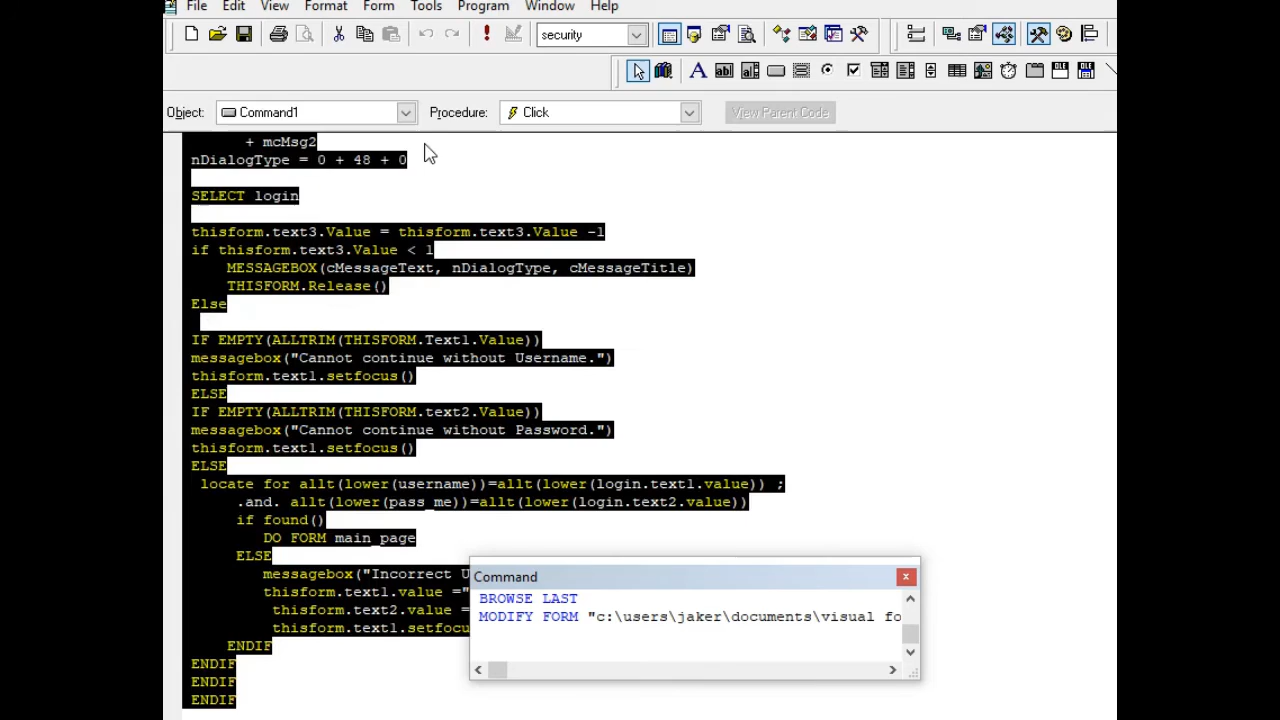 File Edit View Format Form Tools Program Window Help
security
Object: Command1 Procedure: Click View Parent Code
+ mcMsg2
nDialogType = 0 + 48 + 0
SELECT login
thisform.text3.Value = thisform.text3.Value -1
if thisform.text3.Value < 1
MESSAGEBOX(cMessageText, nDialogType, cMessageTitle)
THISFORM.Release()
Else
IF EMPTY(ALLTRIM(THISFORM.Text1.Value))
messagebox("Cannot continue without Username.")
thisform.text1.setfocus()
ELSE
IF EMPTY(ALLTRIM(THISFORM.text2.Value))
messagebox("Cannot continue without Password.")
thisform.text1.setfocus()
ELSE
locate for allt(lower(username))=allt(lower(login.text1.value)) ;
.and. allt(lower(pass_me))=allt(lower(login.text2.value))
if found()
DO FORM main_page
ELSE
messagebox("Incorrect U
thisform.text1.value ="
thisform.text2.value =
thisform.text1.setfocu
ENDIF
ENDIF
ENDIF
ENDIF
Command
BROWSE LAST
MODIFY FORM "c:\users\jaker\documents\visual fo